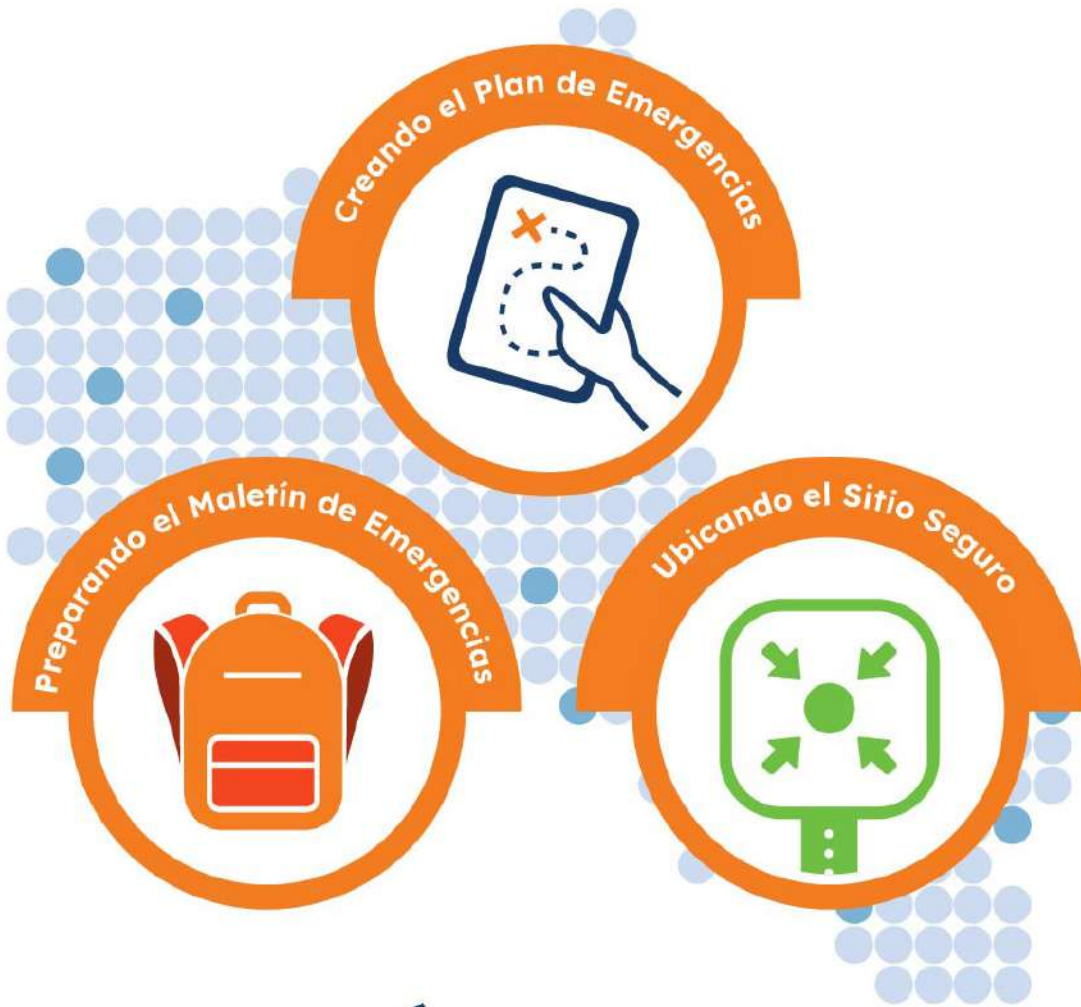 Creando el Plan de Emergencias
Preparando el Maletín de Emergencias
Ubicando el Sitio Seguro